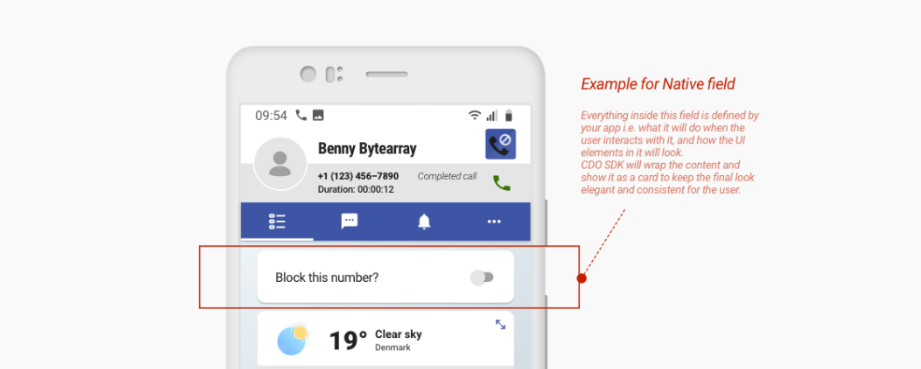 Example for Native field
Everything inside this field is defined by
your app i.e. what it will do when the
user interacts with it, and how the UI
elements in it will look.
CDO SDK will wrap the content and
show it as a card to keep the final look
elegant and consistent for the user.
09:54
Benny Bytearray
+1 (123) 456–7890 Completed call
Duration: 00:00:12
Block this number?
19° Clear sky
Denmark